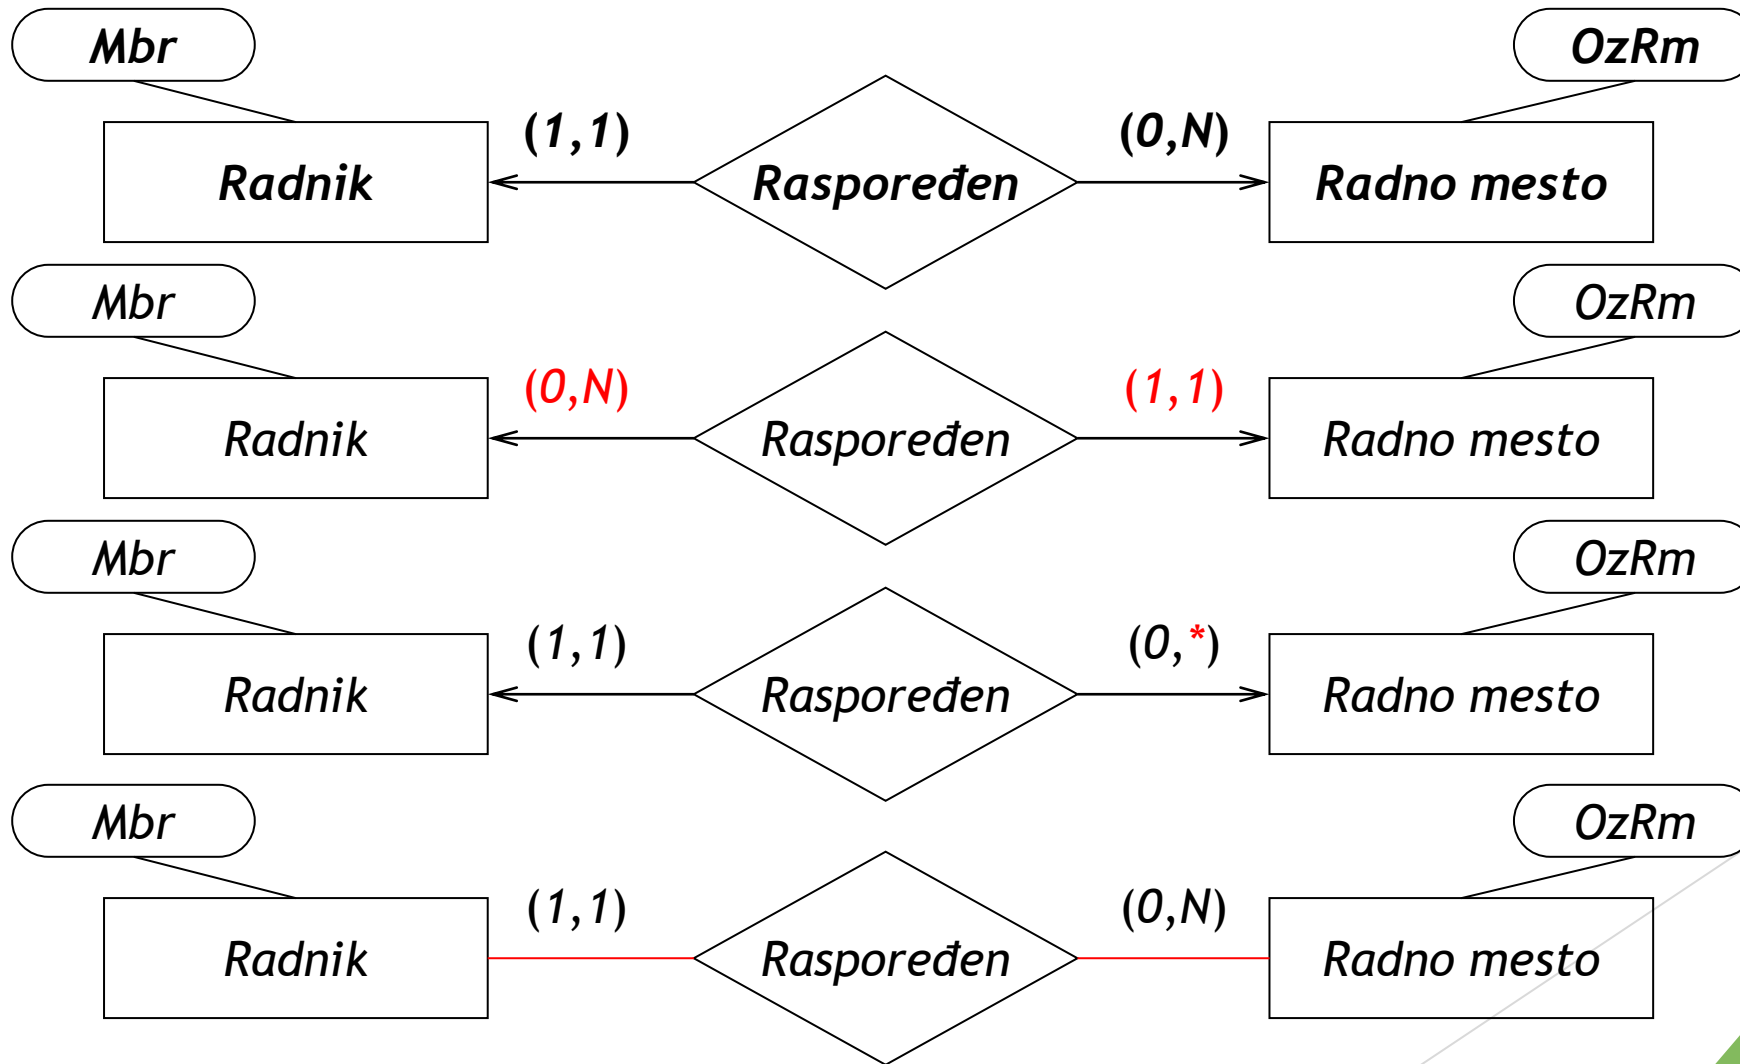 Mbr
OzRm
(1,1)
(0,N)
Radnik
Raspoređen
Radno mesto
Mbr
OzRm
(0,N)
(1,1)
Radnik
Raspoređen
Radno mesto
Mbr
OzRm
(1,1)
(0,*)
Radnik
Raspoređen
Radno mesto
Mbr
OzRm
(1,1)
(0,N)
Radnik
Raspoređen
Radno mesto